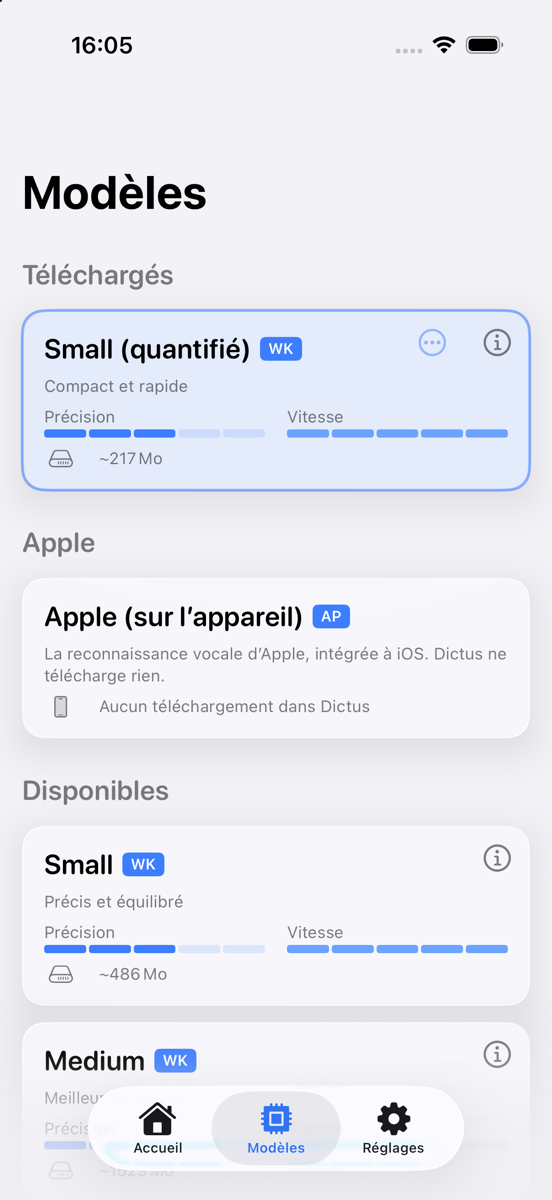 16:05
Modèles
Téléchargés
Small (quantifié) WK
Compact et rapide
Précision Vitesse
~217 Mo
Apple
Apple (sur l’appareil) AP
La reconnaissance vocale d’Apple, intégrée à iOS. Dictus ne
télécharge rien.
Aucun téléchargement dans Dictus
Disponibles
Small WK
Précis et équilibré
Précision Vitesse
~486 Mo
Medium WK
Accueil Modèles Réglages